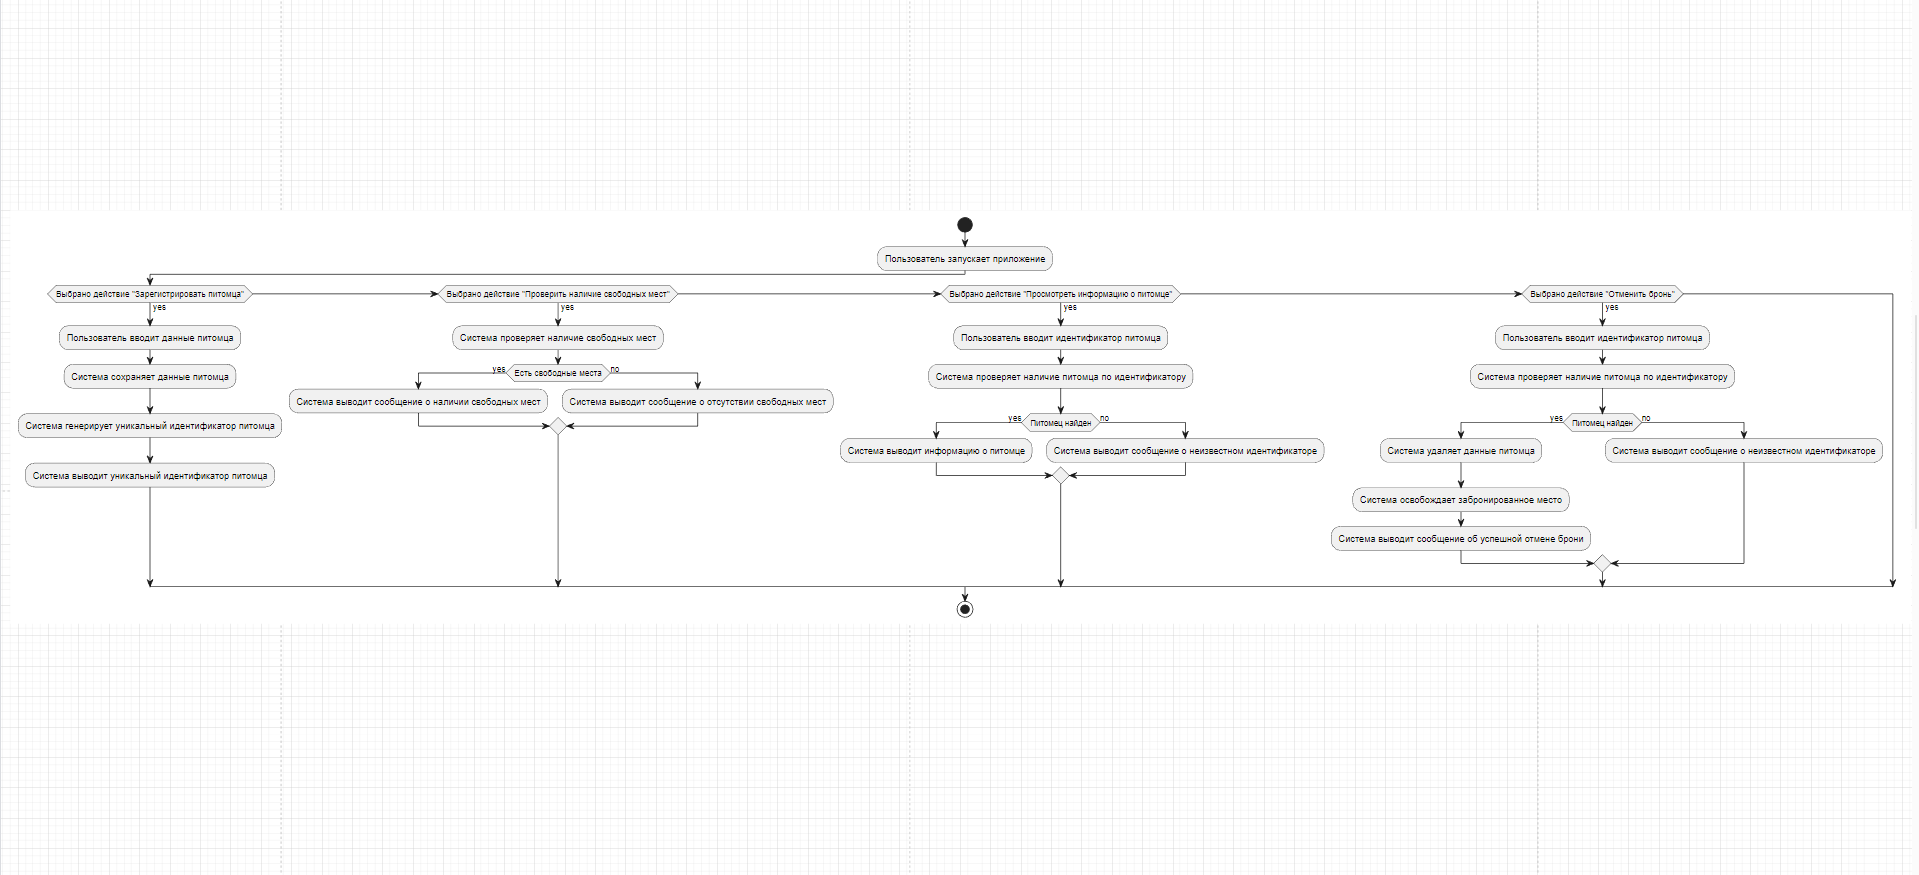 Пользователь запускает приложение
Выбрано действие "Зарегистрировать питомца"
yes
Пользователь вводит данные питомца
Система сохраняет данные питомца
Система генерирует уникальный идентификатор питомца
Система выводит уникальный идентификатор питомца
Выбрано действие "Проверить наличие свободных мест"
yes
Система проверяет наличие свободных мест
yes
Есть свободные места
no
Система выводит сообщение о наличии свободных мест
Система выводит сообщение о отсутствии свободных мест
Выбрано действие "Просмотреть информацию о питомце"
yes
Пользователь вводит идентификатор питомца
Система проверяет наличие питомца по идентификатору
yes
Питомец найден
no
Система выводит информацию о питомце
Система выводит сообщение о неизвестном идентификаторе
Выбрано действие "Отменить бронь"
yes
Пользователь вводит идентификатор питомца
Система проверяет наличие питомца по идентификатору
yes
Питомец найден
no
Система удаляет данные питомца
Система выводит сообщение о неизвестном идентификаторе
Система освобождает забронированное место
Система выводит сообщение об успешной отмене брони